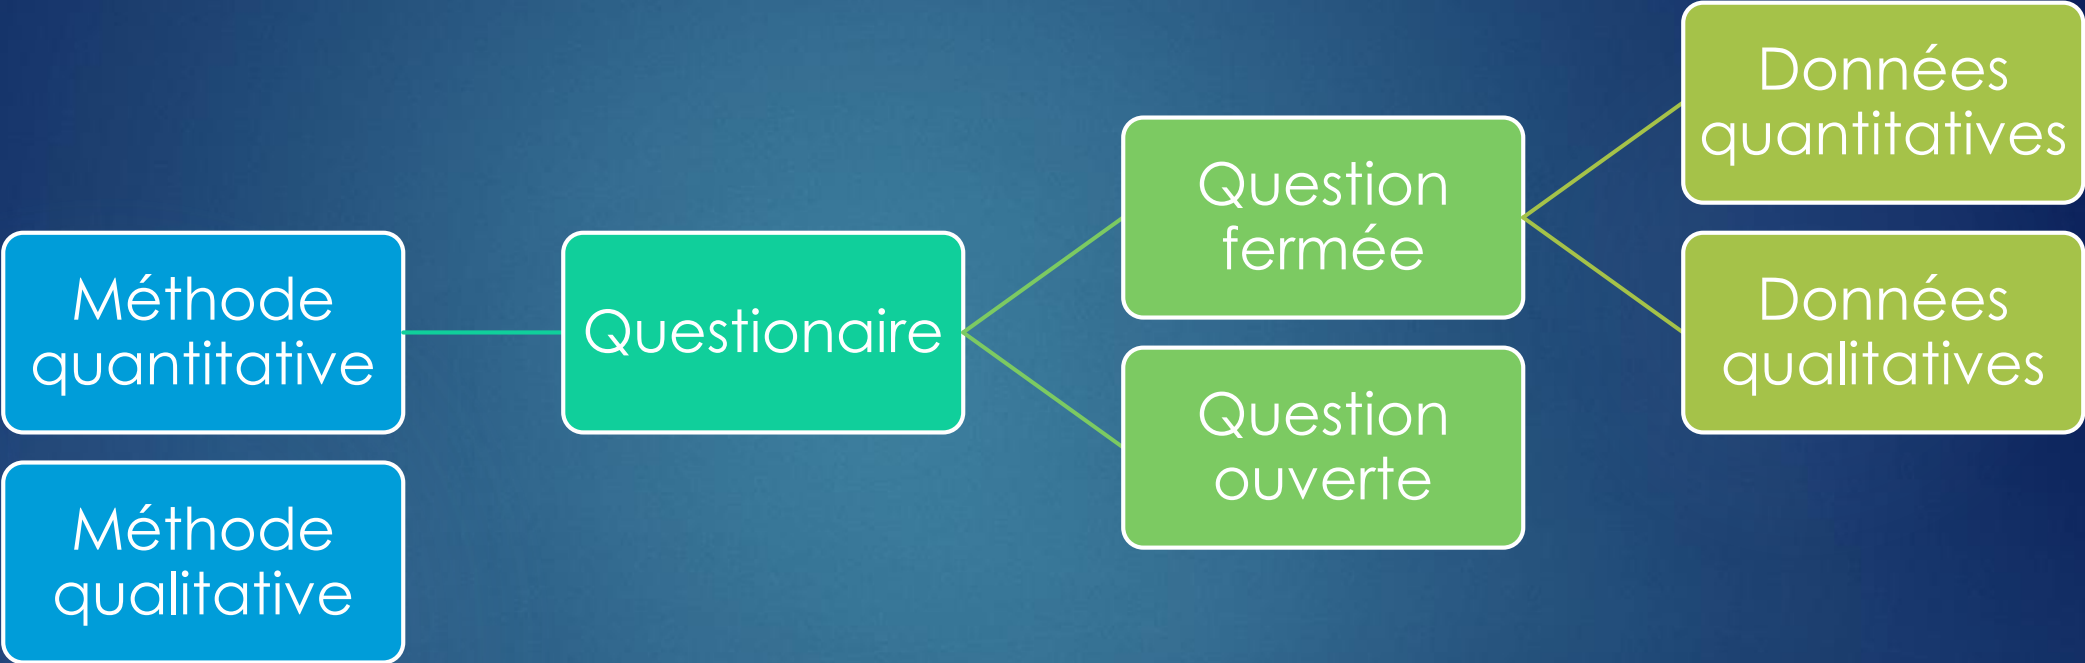 Méthode
quantitative
Méthode
qualitative
Questionaire
Question
fermée
Question
ouverte
Données
quantitatives
Données
qualitatives